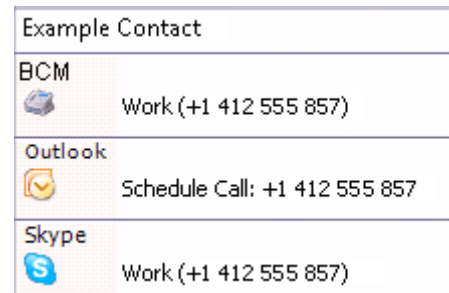 Example Contact
BCM
Work (+1 412 555 857)
Outlook
Schedule Call: +1 412 555 857
Skype
Work (+1 412 555 857)